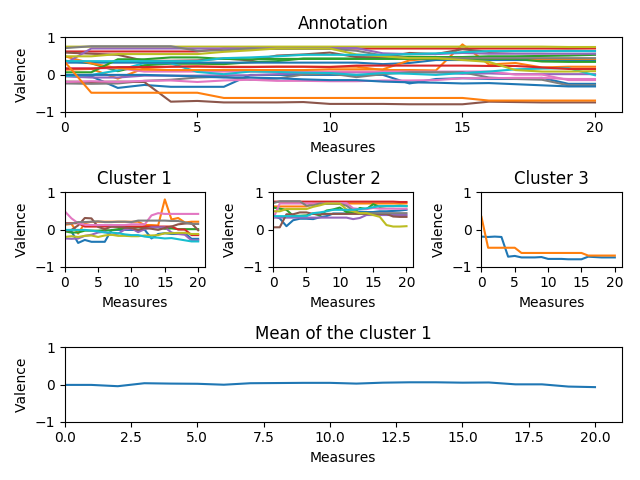 Annotation
Valence
1
0
−1
0
5
10
15
20
Measures
Cluster 1
Cluster 2
Cluster 3
Valence
1
0
−1
0 5 10 15 20
Measures
Valence
1
0
−1
0 5 10 15 20
Measures
Valence
1
0
−1
0 5 10 15 20
Measures
Mean of the cluster 1
Valence
1
0
−1
0.0 2.5 5.0 7.5 10.0 12.5 15.0 17.5 20.0
Measures